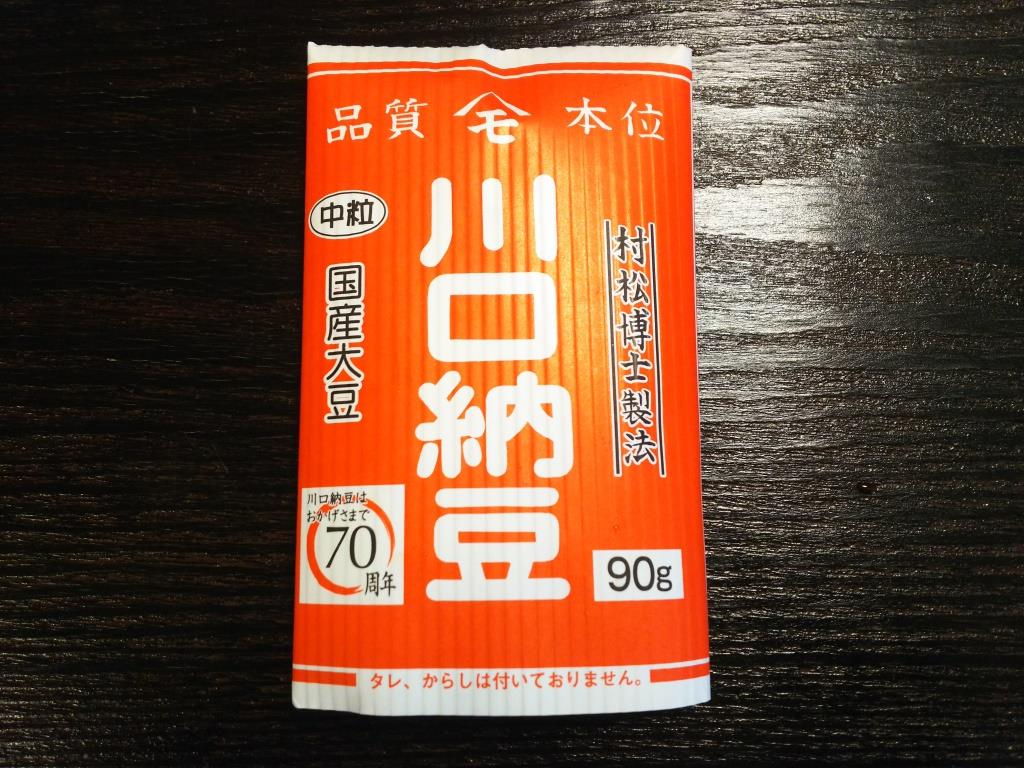 品質 モ 本位
川口納豆
村松博士製法
中粒
国産大豆
川口納豆は
おかげさまで
70
周年
90g
タレ、からしは付いておりません。